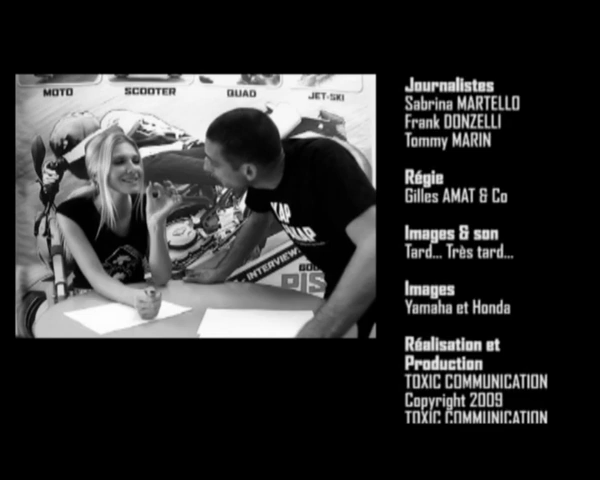 MOTO
SCOOTER
QUAD
JET-SKI
INTERVIEW
Journalistes
Sabrina MARTELLO
Frank DONZELLI
Tommy MARIN
Régie
Gilles AMAT & Co
Images & son
Tard... Très tard...
Images
Yamaha et Honda
Réalisation et
Production
TOXIC COMMUNICATION
Copyright 2009
TOXIC COMMUNICATION